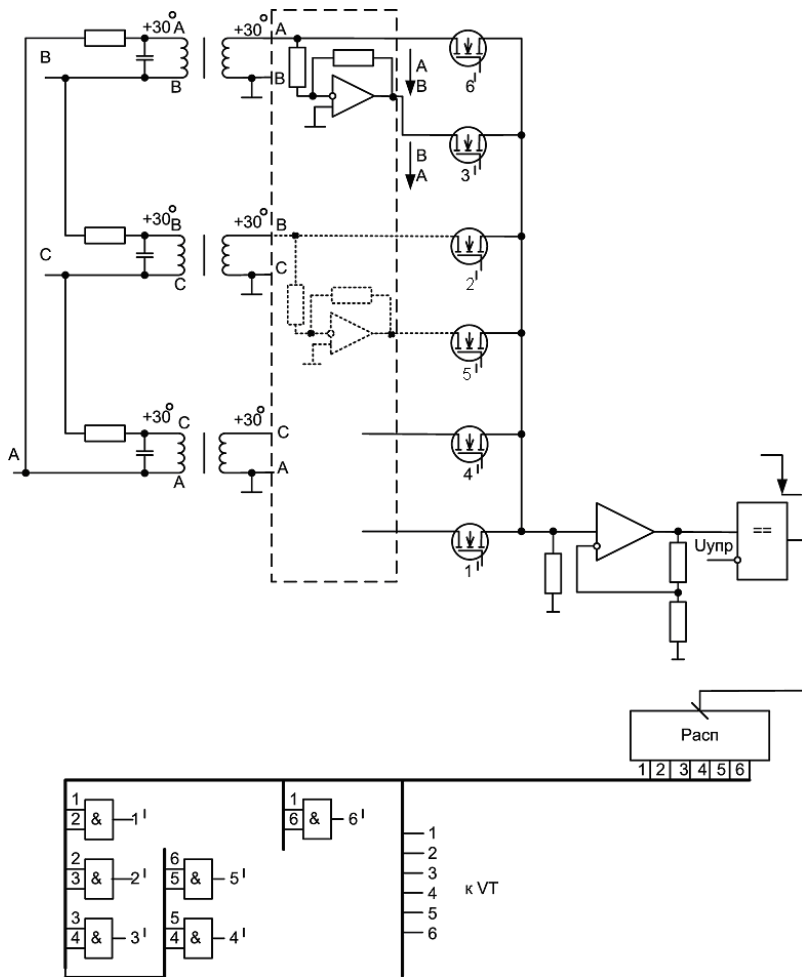 +30° A
+30° A
B
B
B
A
B
6'
B
A
3'
+30° B
+30° B
C
C
C
2'
5'
+30° C
+30° C
A
A
A
4'
1'
Uупр
==
Расп
1 2 3 4 5 6
1
2 & 1'
1
6 & 6'
2
3 & 2'
6
5 & 5'
3
4 & 3'
5
4 & 4'
1
2
3
4
5
6
к VT